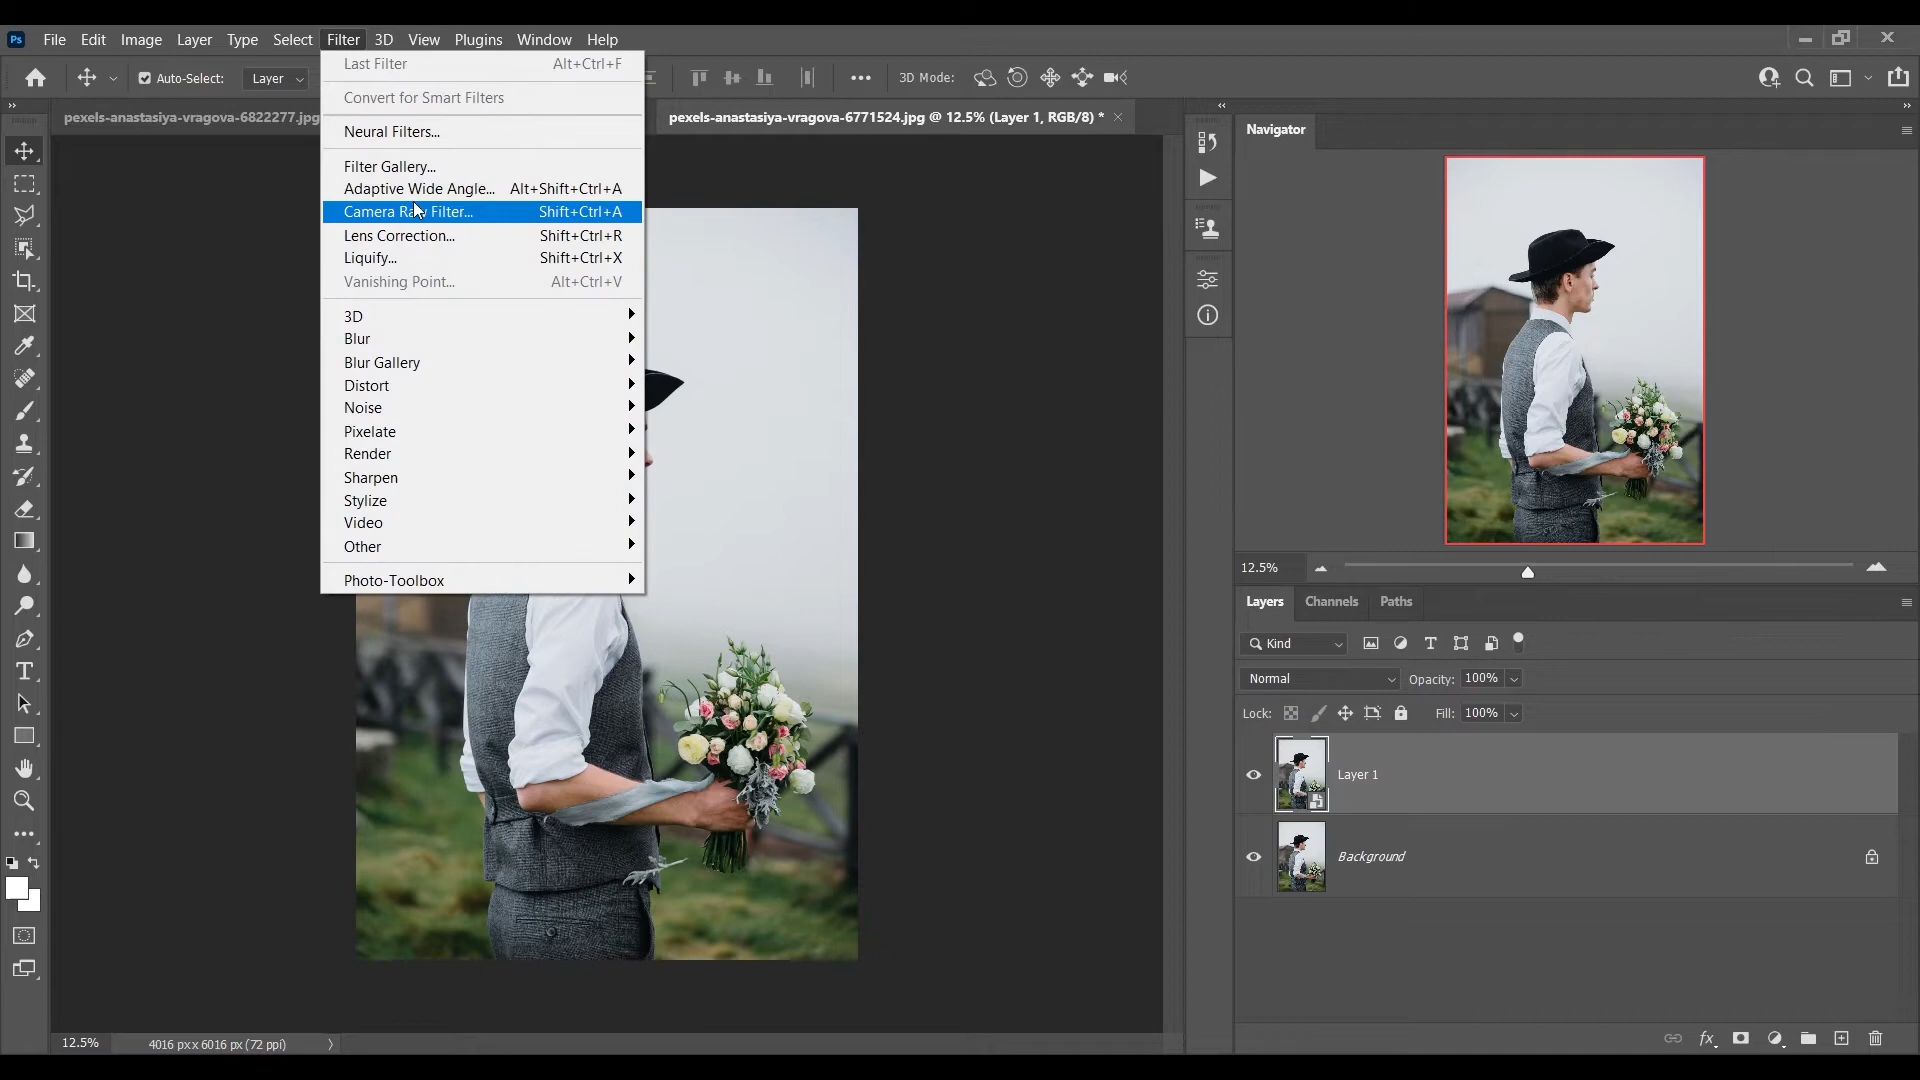 Ps File Edit Image Layer Type Select Filter 3D View Plugins Window Help
Auto-Select: Layer 3D Mode:
pexels-anastasiya-vragova-6822277.jpg
pexels-anastasiya-vragova-6771524.jpg @ 12.5% (Layer 1, RGB/8) *
Last Filter Alt+Ctrl+F
Convert for Smart Filters
Neural Filters...
Filter Gallery...
Adaptive Wide Angle... Alt+Shift+Ctrl+A
Camera Raw Filter... Shift+Ctrl+A
Lens Correction... Shift+Ctrl+R
Liquify... Shift+Ctrl+X
Vanishing Point... Alt+Ctrl+V
3D
Blur
Blur Gallery
Distort
Noise
Pixelate
Render
Sharpen
Stylize
Video
Other
Photo-Toolbox
Navigator
12.5%
Layers Channels Paths
Kind
Normal Opacity: 100%
Lock: Fill: 100%
Layer 1
Background
fx
12.5% 4016 px x 6016 px (72 ppi)